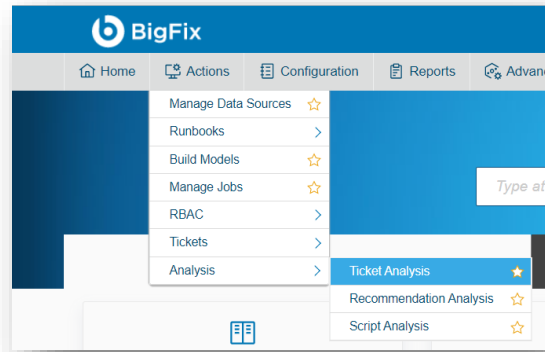 BigFix
Home Actions Configuration Reports
Manage Data Sources
Runbooks
Build Models
Type
Manage Jobs
RBAC
Tickets
Analysis
Ticket Analysis
Recommendation Analysis
Script Analysis